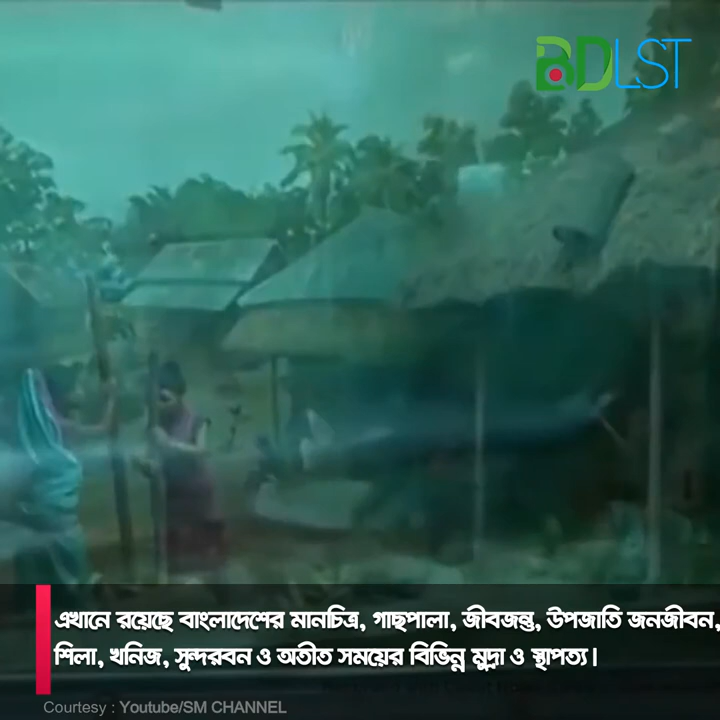 BDLST
এখানে রয়েছে বাংলাদেশের মানচিত্র, গাছপালা, জীবজন্তু, উপজাতি জনজীবন,
শিলা, খনিজ, সুন্দরবন ও অতীত সময়ের বিভিন্ন মুদ্রা ও স্থাপত্য।
Courtesy : Youtube/SM CHANNEL